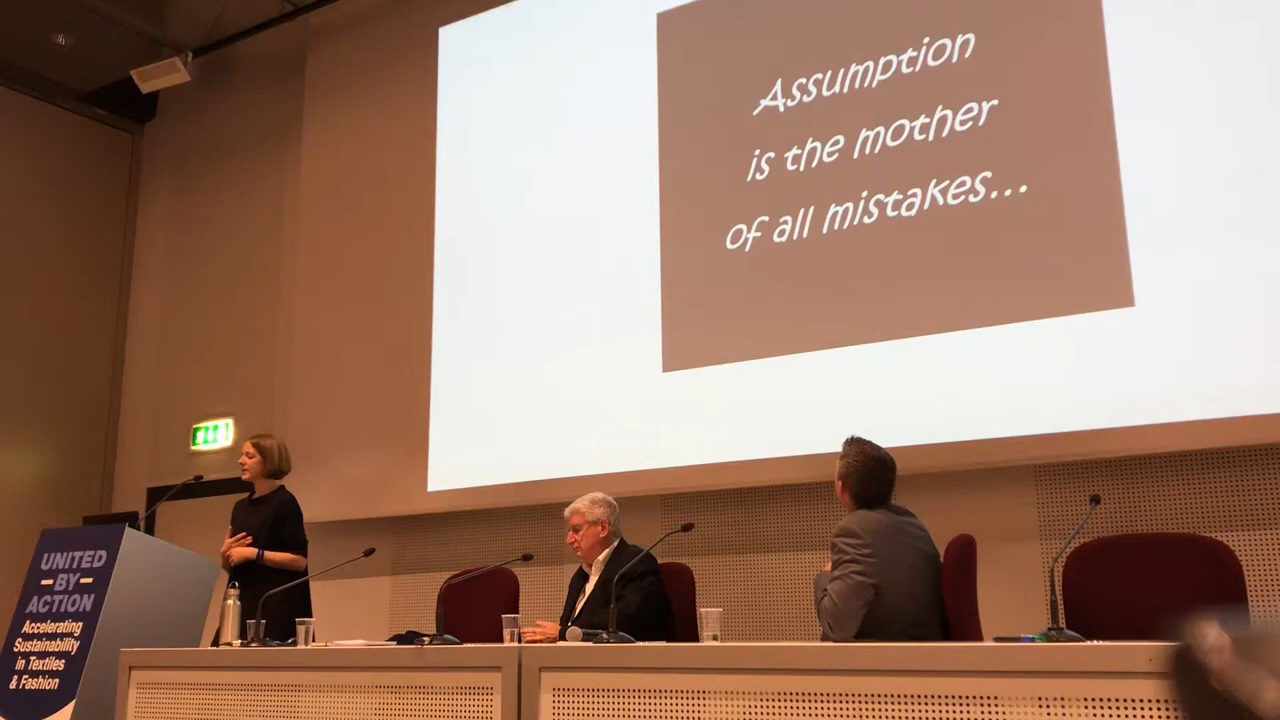 Assumption
is the mother
of all mistakes...
UNITED
BY
ACTION
Accelerating
Sustainability
in Textiles
& Fashion